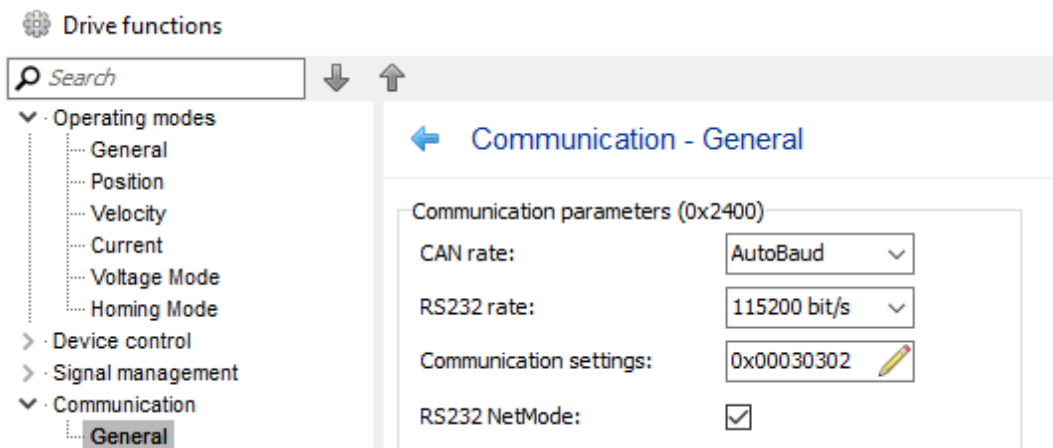 Drive functions
Search
Operating modes
General
Position
Velocity
Current
Voltage Mode
Homing Mode
Device control
Signal management
Communication
General
Communication - General
Communication parameters (0x2400)
CAN rate: AutoBaud
RS232 rate: 115200 bit/s
Communication settings: 0x00030302
RS232 NetMode: